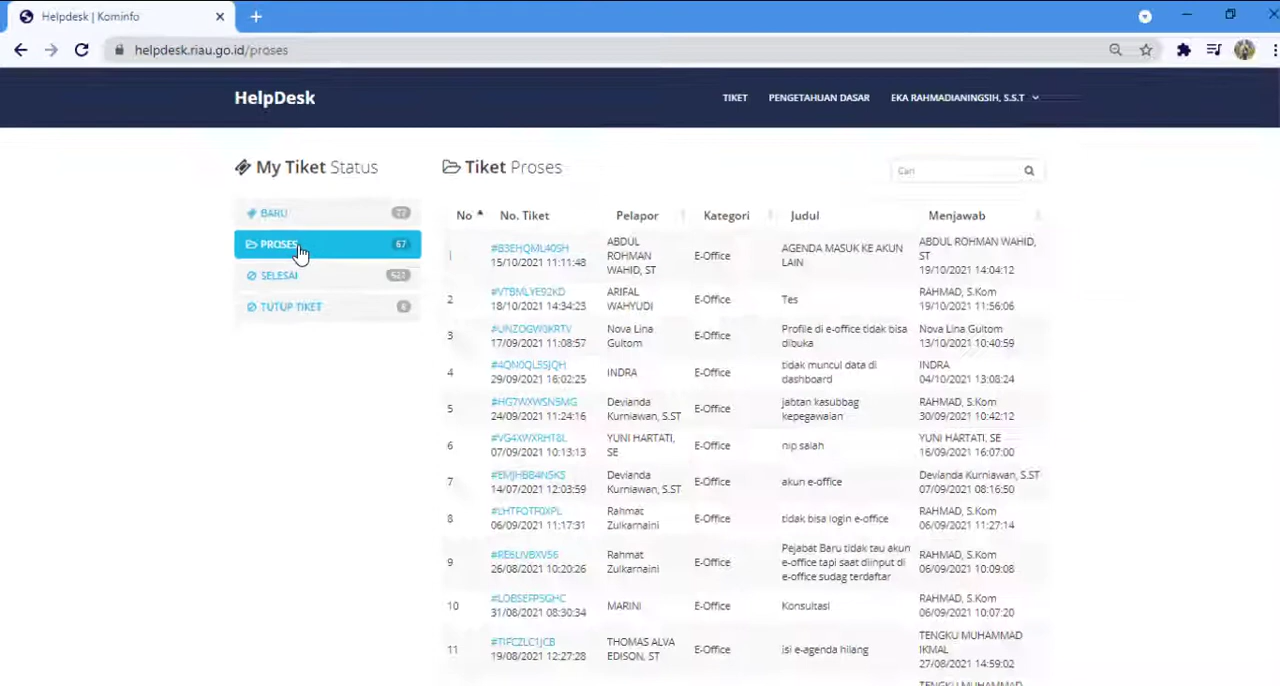 Helpdesk | Kominfo
helpdesk.riau.go.id/proses
HelpDesk
TIKET PENGETAHUAN DASAR EKA RAHMADIANINGSIH, S.S.T
My Tiket Status
BARU
PROSES 67
SELESAI
TUTUP TIKET
Tiket Proses
Cari
No No. Tiket Pelapor Kategori Judul Menjawab
1 #B3EHQML40SH 15/10/2021 11:11:48 ABDUL ROHMAN WAHID, ST E-Office AGENDA MASUK KE AKUN LAIN ABDUL ROHMAN WAHID, ST 19/10/2021 14:04:12
2 #VTBMLYE92KD 18/10/2021 14:34:23 ARIFAL WAHYUDI E-Office Tes RAHMAD, S.Kom 19/10/2021 11:56:06
3 17/09/2021 11:08:57 Nova Lina Gultom E-Office Profile di e-office tidak bisa dibuka Nova Lina Gultom 13/10/2021 10:40:59
4 #4QN0QL5SJQH 29/09/2021 16:02:25 INDRA E-Office tidak muncul data di dashboard INDRA 04/10/2021 13:08:24
5 #HG7WXWSN5MG 24/09/2021 11:24:16 Devianda Kurniawan, S.ST E-Office jabtan kasubbag kepegawaian RAHMAD, S.Kom 30/09/2021 10:42:12
6 #VG4XWXRHT8L 07/09/2021 10:13:13 YUNI HARTATI, SE E-Office nip salah YUNI HARTATI, SE 16/09/2021 16:07:00
7 #EMJHBB4NSKS 14/07/2021 12:03:59 Devianda Kurniawan, S.ST E-Office akun e-office Devianda Kurniawan, S.ST 07/09/2021 08:16:50
8 #LHTFQTF0XPL 06/09/2021 11:17:31 Rahmat Zulkarnaini E-Office tidak bisa login e-office RAHMAD, S.Kom 06/09/2021 11:27:14
9 #RE6LIVBXVS6 26/08/2021 10:20:26 Rahmat Zulkarnaini E-Office Pejabat Baru tidak tau akun e-office tapi saat diinput di e-office sudag terdaftar RAHMAD, S.Kom 06/09/2021 10:09:08
10 #LOBSEFPSGHC 31/08/2021 08:30:34 MARINI E-Office Konsultasi RAHMAD, S.Kom 06/09/2021 10:07:20
11 #TIFCZLC1JCB 19/08/2021 12:27:28 THOMAS ALVA EDISON, ST E-Office isi e-agenda hilang TENGKU MUHAMMAD IKMAL 27/08/2021 14:59:02
TENGKU MUHAMMAD